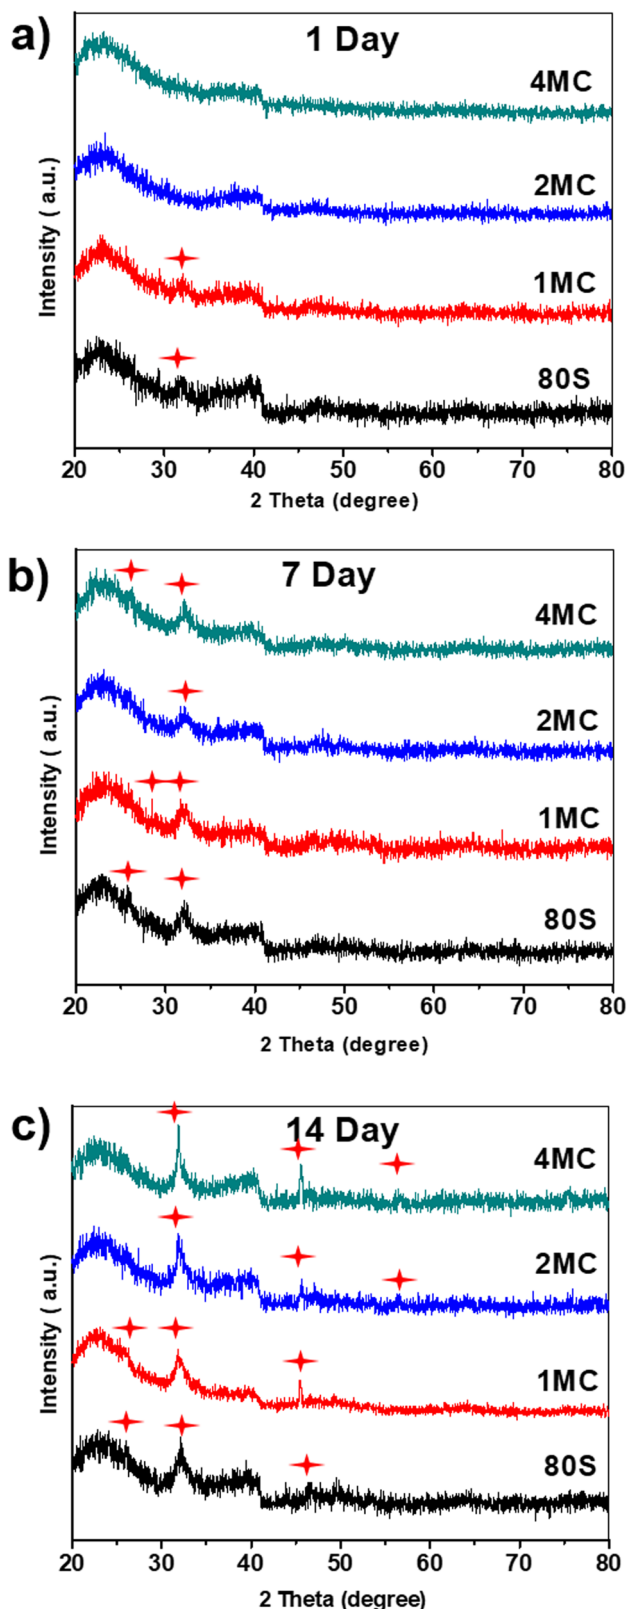 a)
1 Day
4MC
2MC
1MC
80S
Intensity ( a.u.)
20 30 40 50 60 70 80
2 Theta (degree)
b)
7 Day
4MC
2MC
1MC
80S
Intensity ( a.u.)
20 30 40 50 60 70 80
2 Theta (degree)
c)
14 Day
4MC
2MC
1MC
80S
Intensity ( a.u.)
20 30 40 50 60 70 80
2 Theta (degree)